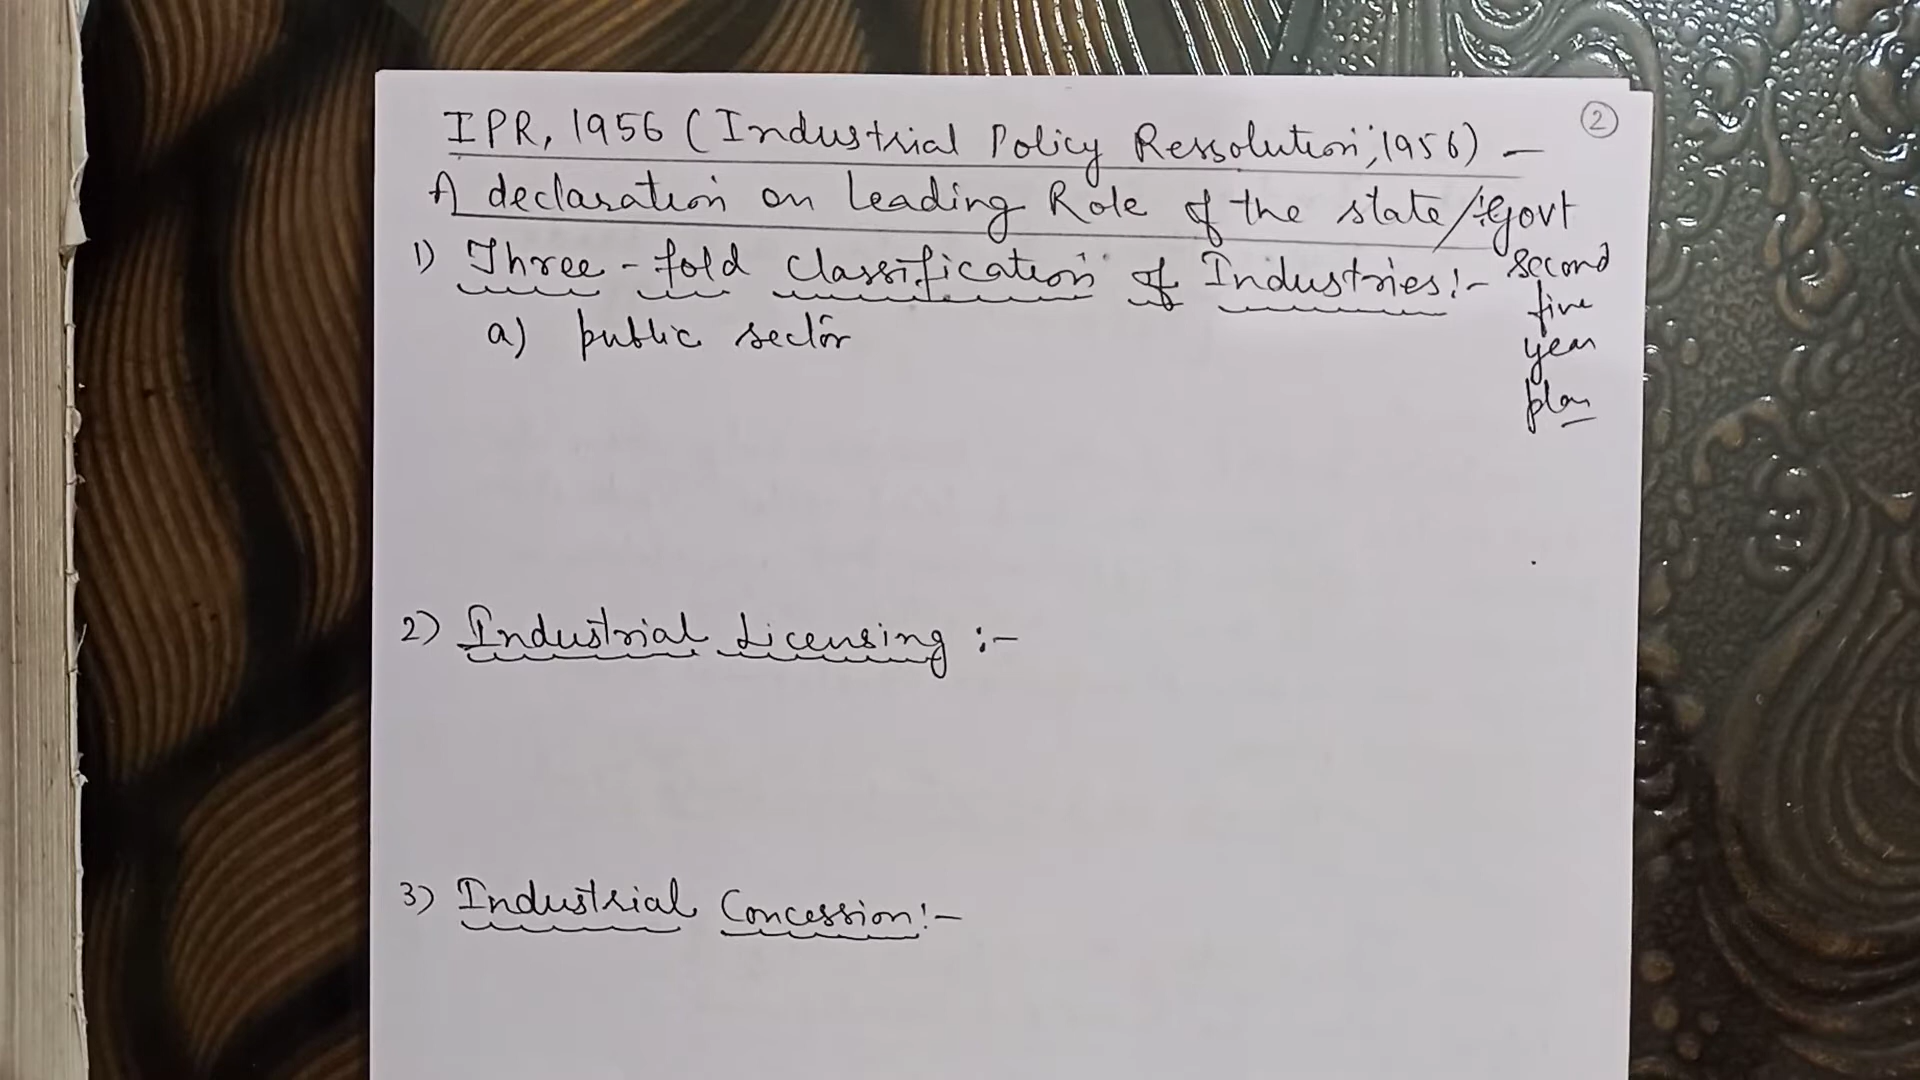 2
IPR, 1956 (Industrial Policy Ressolution, 1956) -
A declaration on Leading Role of the state/Govt
1) Three-fold classification of Industries:-
second
five
year
plan
a) public sector
2) Industrial Licensing :-
3) Industrial Concession:-